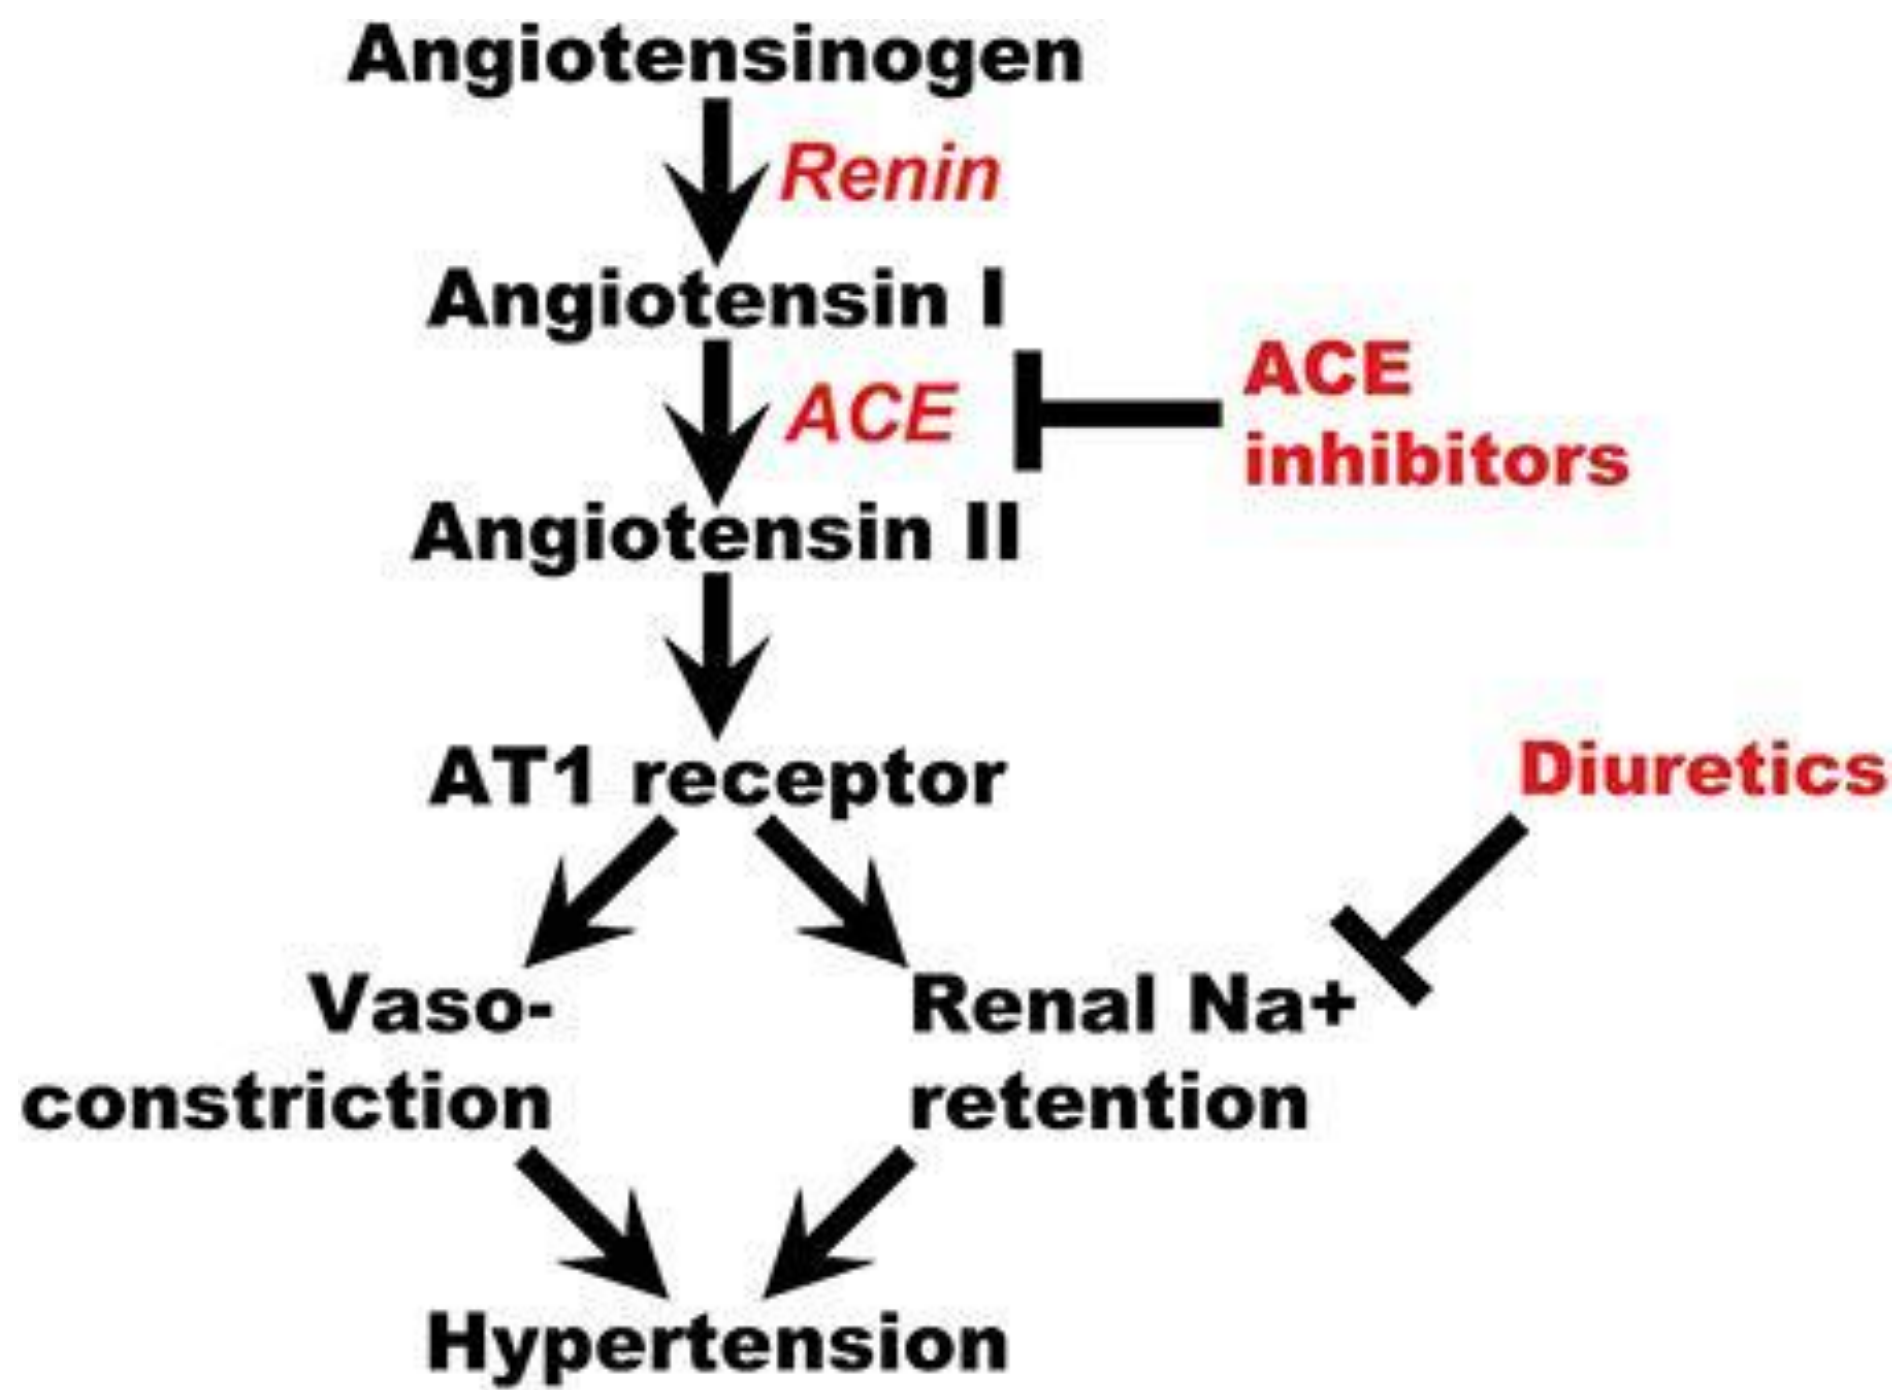 Angiotensinogen
Renin
Angiotensin I
ACE
ACE
inhibitors
Angiotensin II
AT1 receptor
Diuretics
Vaso-
constriction
Renal Na+
retention
Hypertension